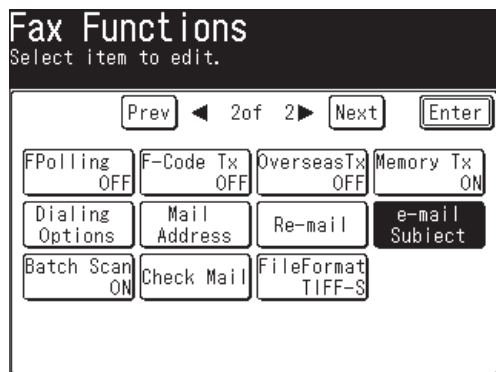 Fax Functions
Select item to edit.
Prev ◀ 2of 2▶ Next Enter
FPolling OFF
F-Code Tx OFF
OverseasTx OFF
Memory Tx ON
Dialing Options
Mail Address
Re-mail
e-mail Subiect
Batch Scan ON
Check Mail
FileFormat TIFF-S